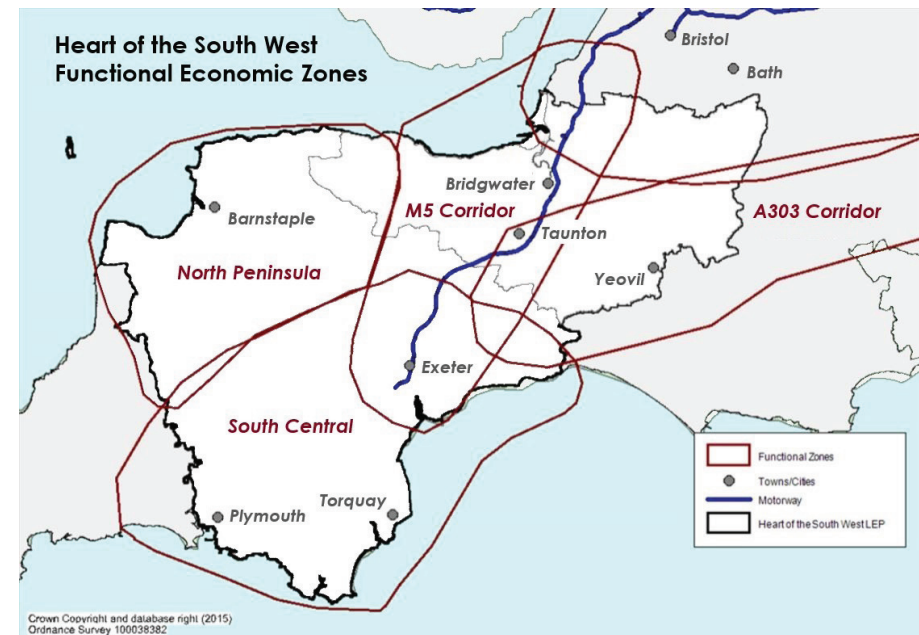 Heart of the South West
Functional Economic Zones
Bristol
Bath
Bridgwater
M5 Corridor
Barnstaple
A303 Corridor
Taunton
North Peninsula
Yeovil
Exeter
South Central
Torquay
Plymouth
Functional Zones
Towns/Cities
Motorway
Heart of the South West LEP
Crown Copyright and database right (2015)
Ordnance Survey 100038382